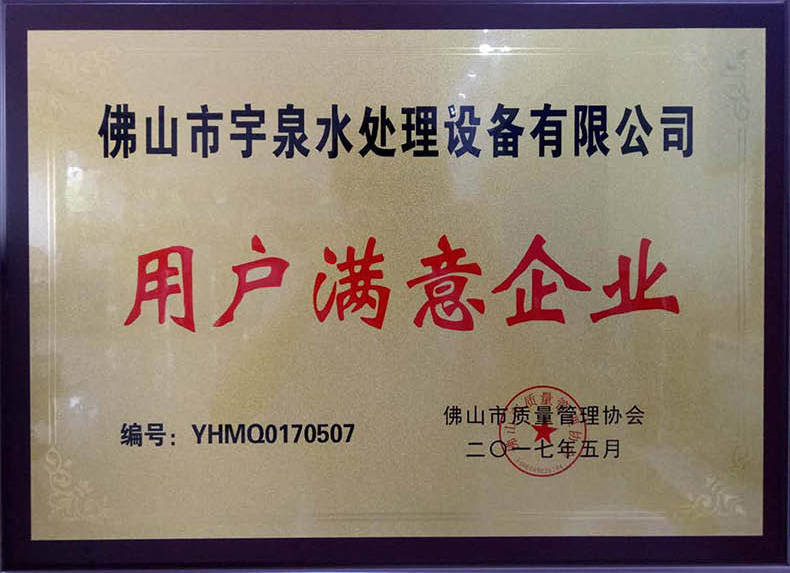 佛山市宇泉水处理设备有限公司
用户满意企业
编号：YHMQ0170507
佛山市质量管理协会
二〇一七年五月